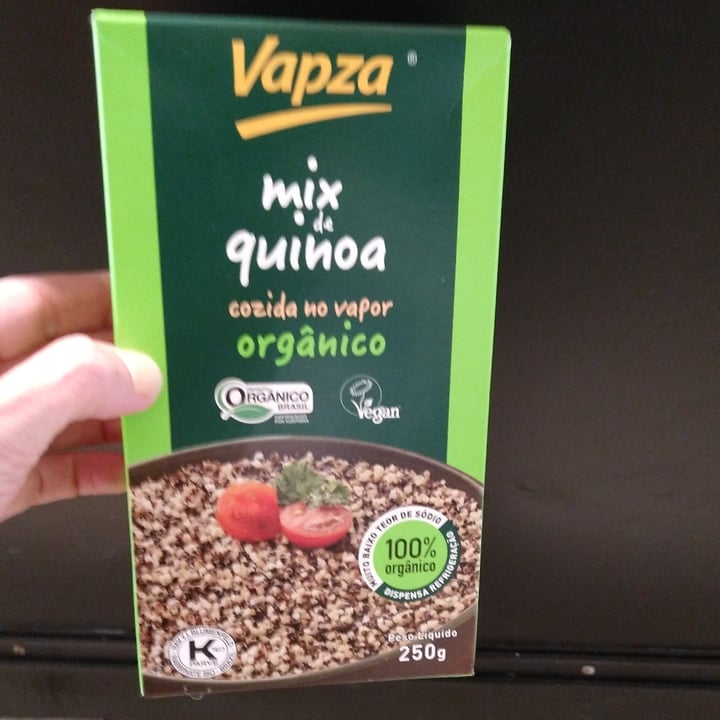 Vapza®
mix
de
quinoa
cozida no vapor
orgânico
ORGÂNICO
BRASIL
Vegan
MUITO BAIXO TEOR DE SÓDIO
100%
orgânico
DISPENSA REFRIGERAÇÃO
K
PARVE
Peso Líquido
250g